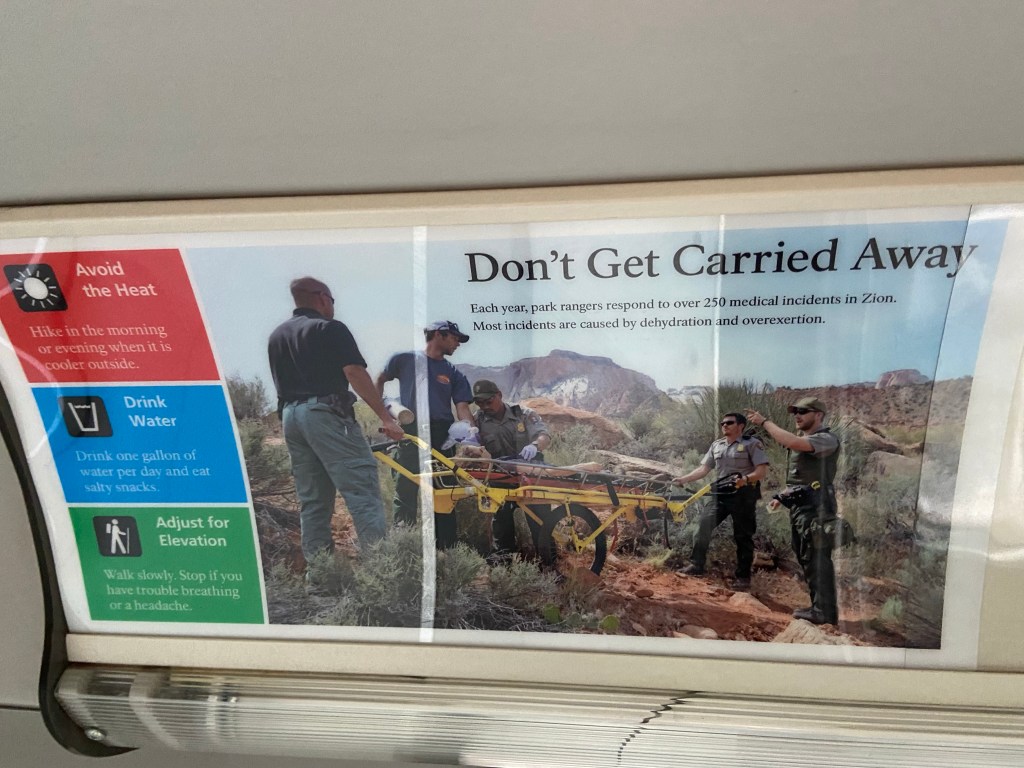 Don't Get Carried Away
Each year, park rangers respond to over 250 medical incidents in Zion.
Most incidents are caused by dehydration and overexertion.
Avoid
the Heat
Hike in the morning
or evening when it is
cooler outside.
Drink
Water
Drink one gallon of
water per day and eat
salty snacks.
Adjust for
Elevation
Walk slowly. Stop if you
have trouble breathing
or a headache.